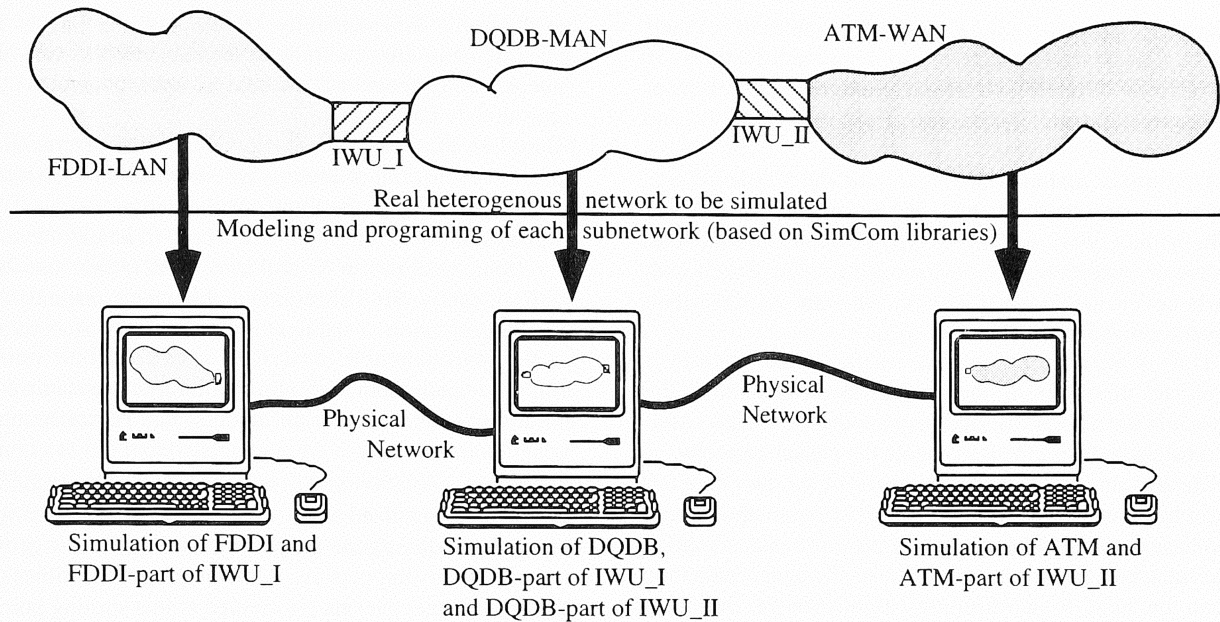 DQDB-MAN
ATM-WAN
IWU_I
IWU_II
FDDI-LAN
Real heterogenous network to be simulated
Modeling and programing of each subnetwork (based on SimCom libraries)
Physical
Network
Physical
Network
Simulation of FDDI and
FDDI-part of IWU_I
Simulation of DQDB,
DQDB-part of IWU_I
and DQDB-part of IWU_II
Simulation of ATM and
ATM-part of IWU_II